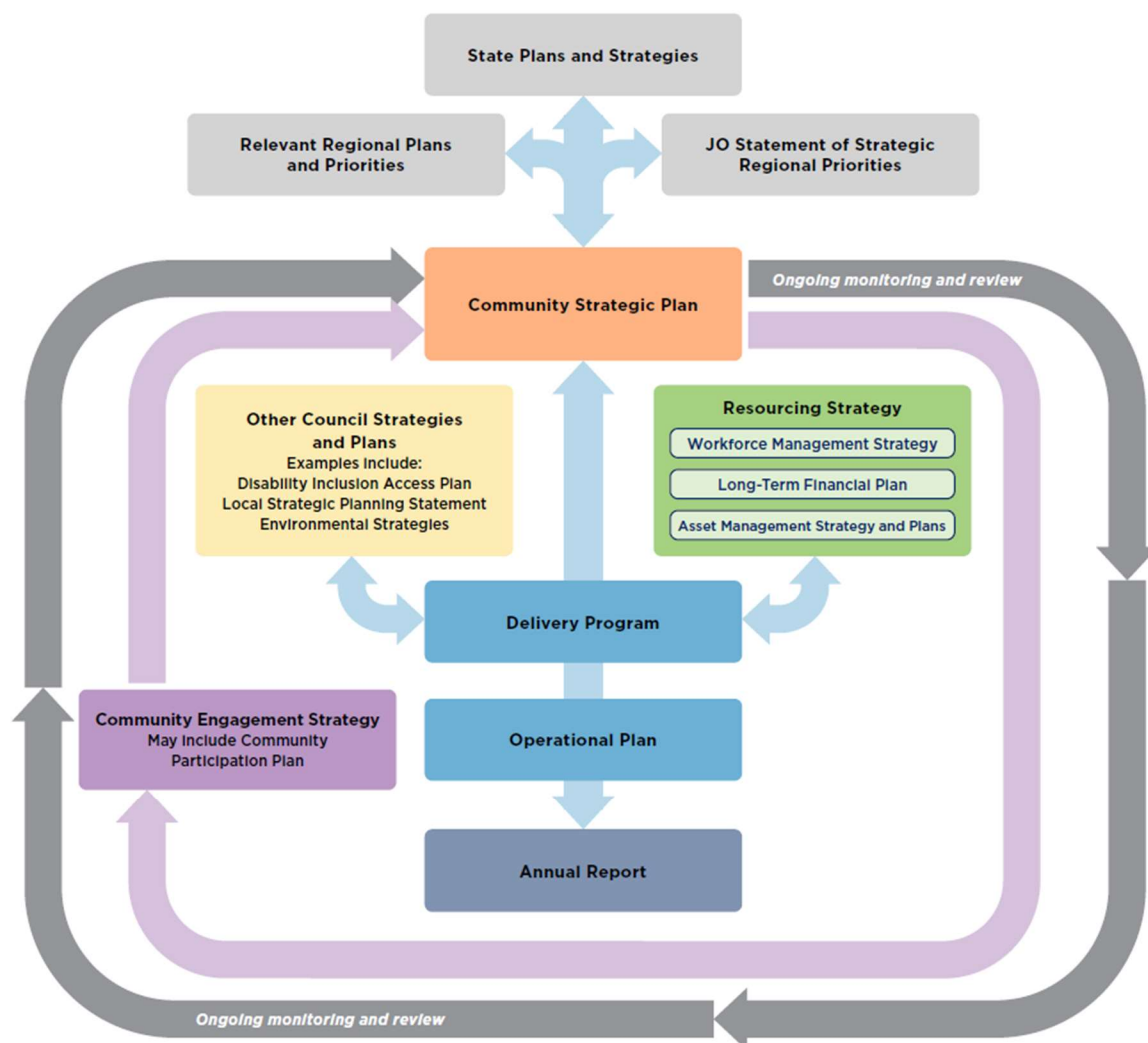 State Plans and Strategies
Relevant Regional Plans
and Priorities
JO Statement of Strategic
Regional Priorities
Community Strategic Plan
Ongoing monitoring and review
Other Council Strategies
and Plans
Examples Include:
Disability Inclusion Access Plan
Local Strategic Planning Statement
Environmental Strategies
Resourcing Strategy
Workforce Management Strategy
Long-Term Financial Plan
Asset Management Strategy and Plans
Delivery Program
Community Engagement Strategy
May Include Community
Participation Plan
Operational Plan
Annual Report
Ongoing monitoring and review